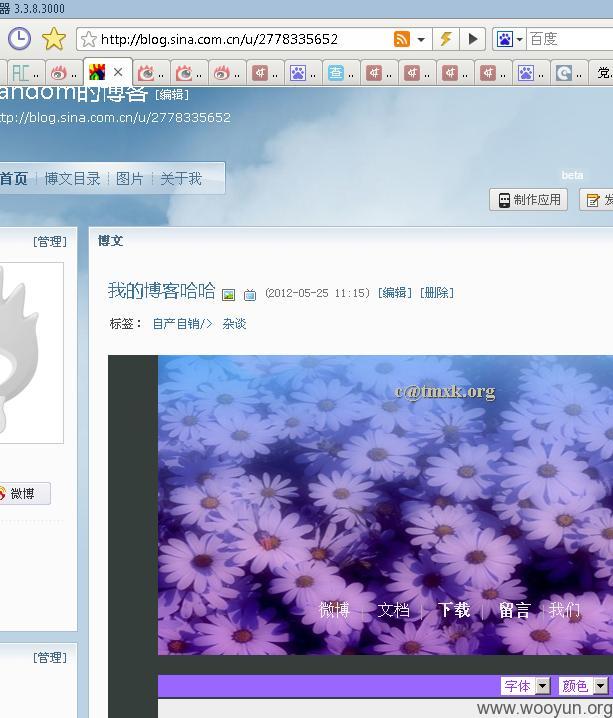 器 3.3.8.3000
http://blog.sina.com.cn/u/2778335652
百度
党.
andom的博客 [编辑]
ttp://blog.sina.com.cn/u/2778335652
首页 | 博文目录 | 图片 | 关于我
beta
制作应用
[管理]
博文
我的博客哈哈 (2012-05-25 11:15) [编辑] [删除]
标签： 自产自销/> 杂谈
c@tmxk.org
微博
微博 | 文档 | 下载 | 留言 | 我们
[管理]
字体 颜色
www.wooyun.org